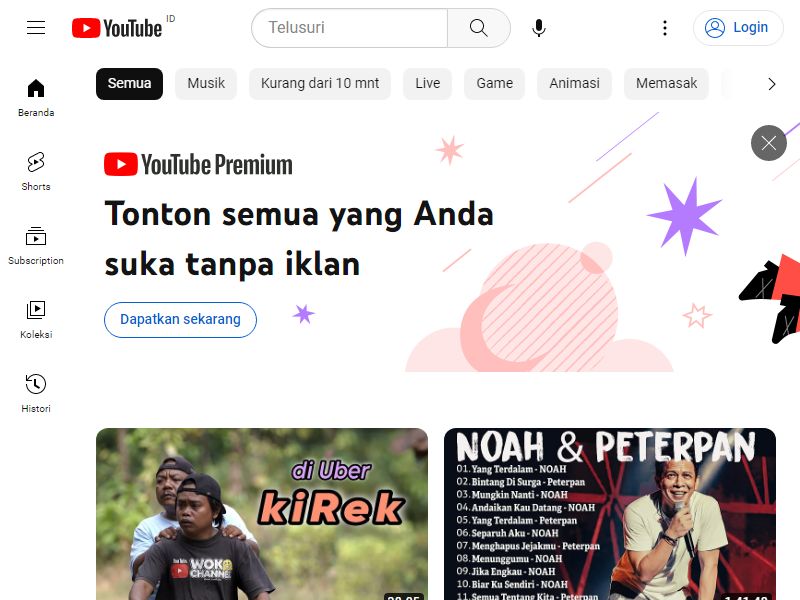 YouTube ID
Telusuri
Login
Semua
Musik
Kurang dari 10 mnt
Live
Game
Animasi
Memasak
Beranda
Shorts
Subscription
Koleksi
Histori
YouTube Premium
Tonton semua yang Anda
suka tanpa iklan
Dapatkan sekarang
di Uber
kiRek
WOKO
CHANNEL
NOAH & PETERPAN
01. Yang Terdalam - NOAH
02. Bintang Di Surga - Peterpan
03. Mungkin Nanti - NOAH
04. Andaikan Kau Datang - NOAH
05. Yang Terdalam - Peterpan
06. Separuh Aku - NOAH
07. Menghapus Jejakmu - Peterpan
08. Menunggumu - NOAH
09. Jika Engkau - NOAH
10. Biar Ku Sendiri - NOAH
11. Semua Tentang Kita - Peterpan